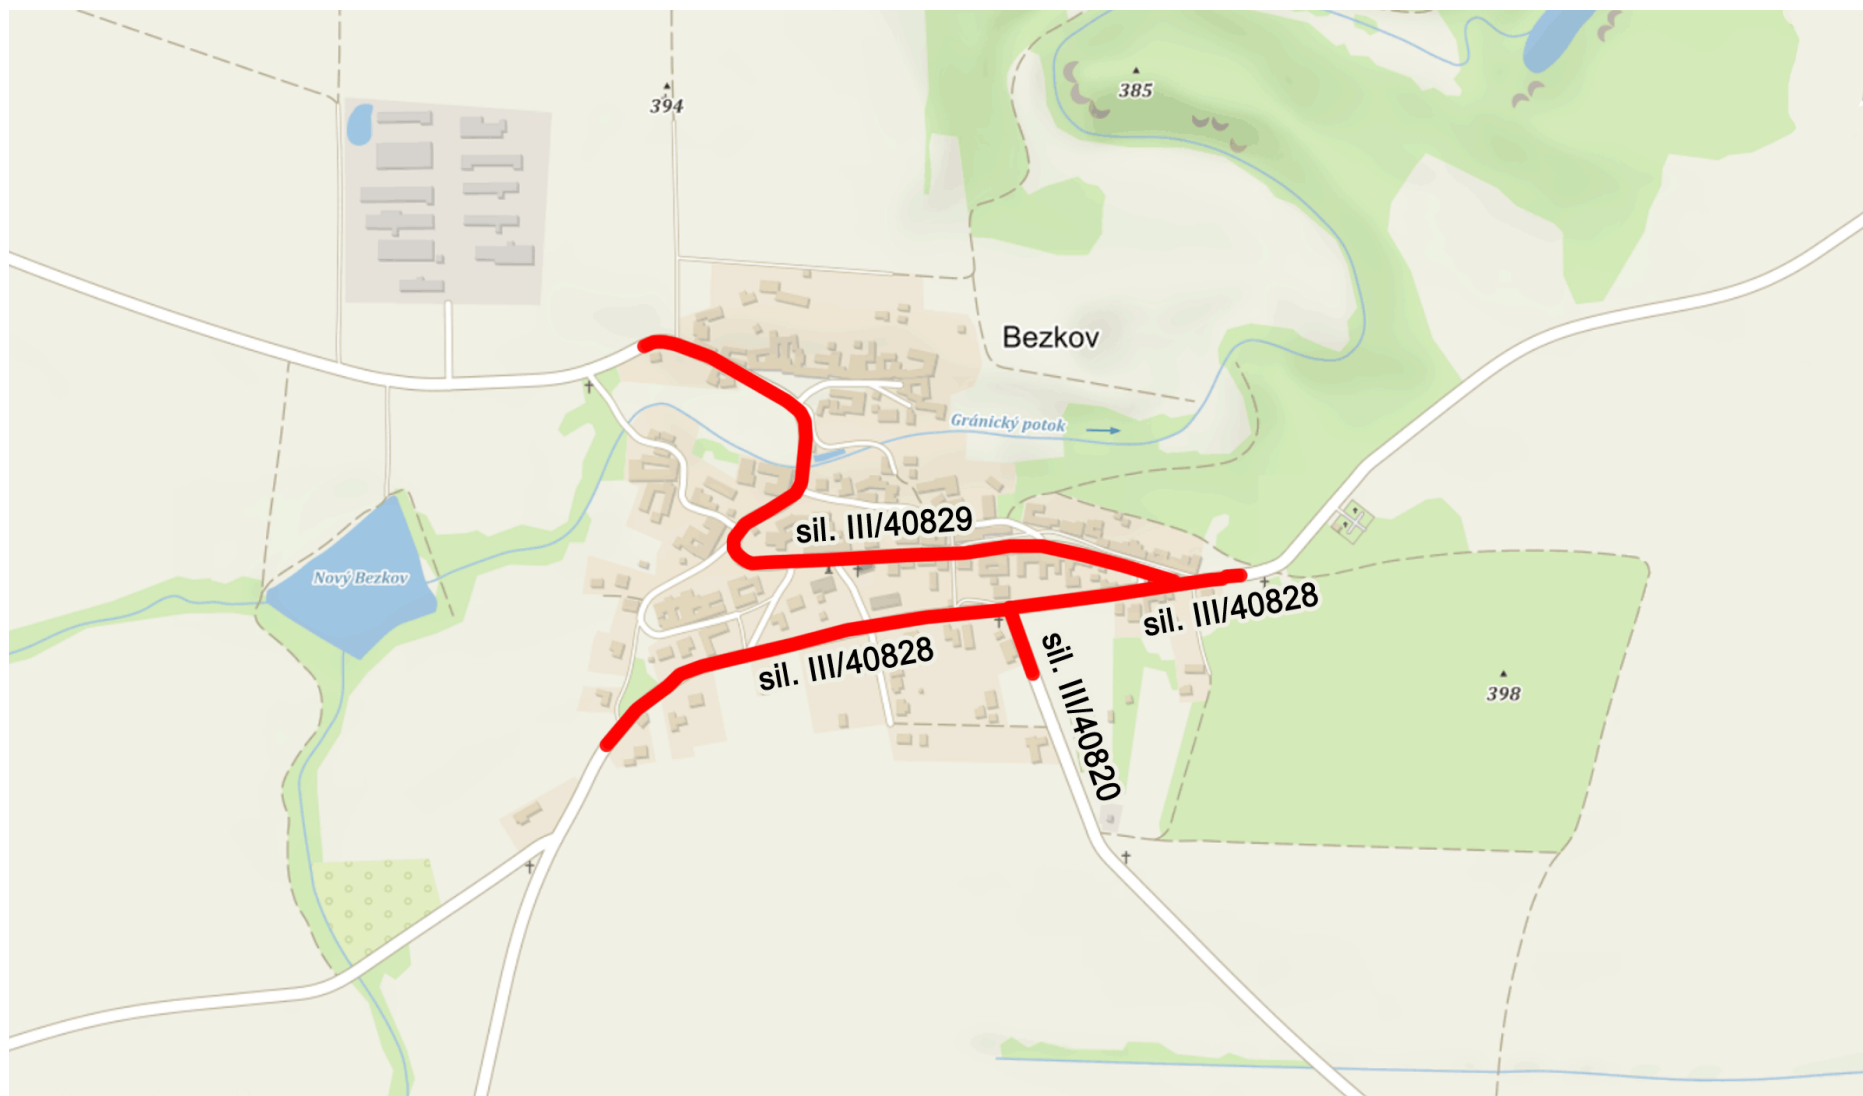 394
385
Bezkov
Gránický potok
sil. III/40829
Nový Bezkov
sil. III/40828
sil. III/40828
sil. III/40820
398